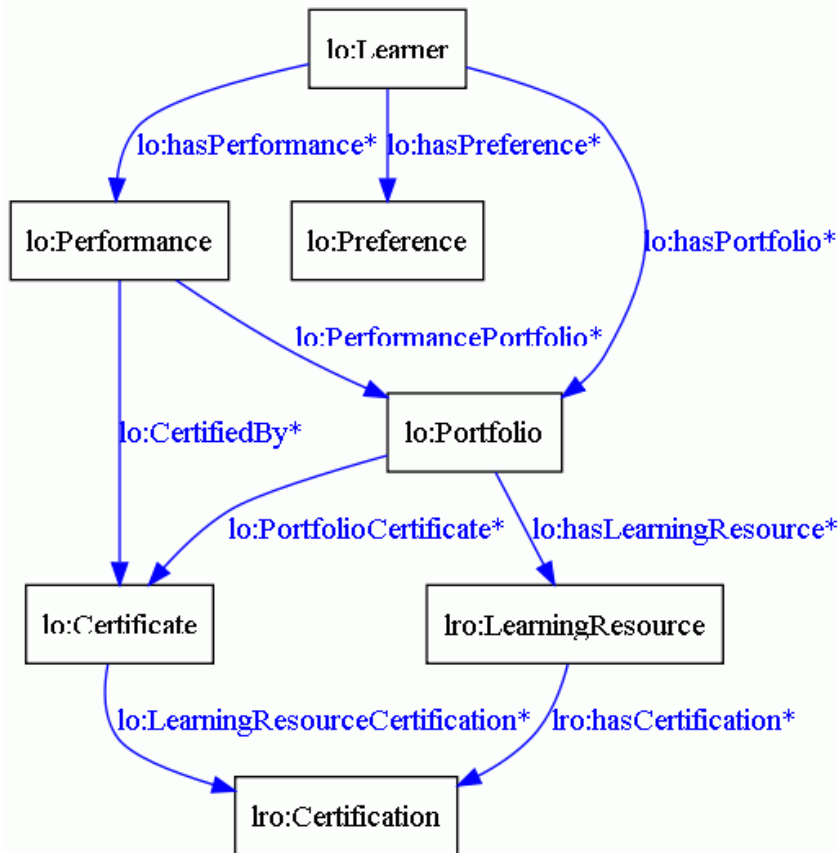 lo:Learner
lo:hasPerformance*
lo:hasPreference*
lo:Performance
lo:Preference
lo:hasPortfolio*
lo:PerformancePortfolio*
lo:CertifiedBy*
lo:Portfolio
lo:PortfolioCertificate*
lo:hasLearningResource*
lo:Certificate
lro:LearningResource
lo:LearningResourceCertification*
lro:hasCertification*
lro:Certification